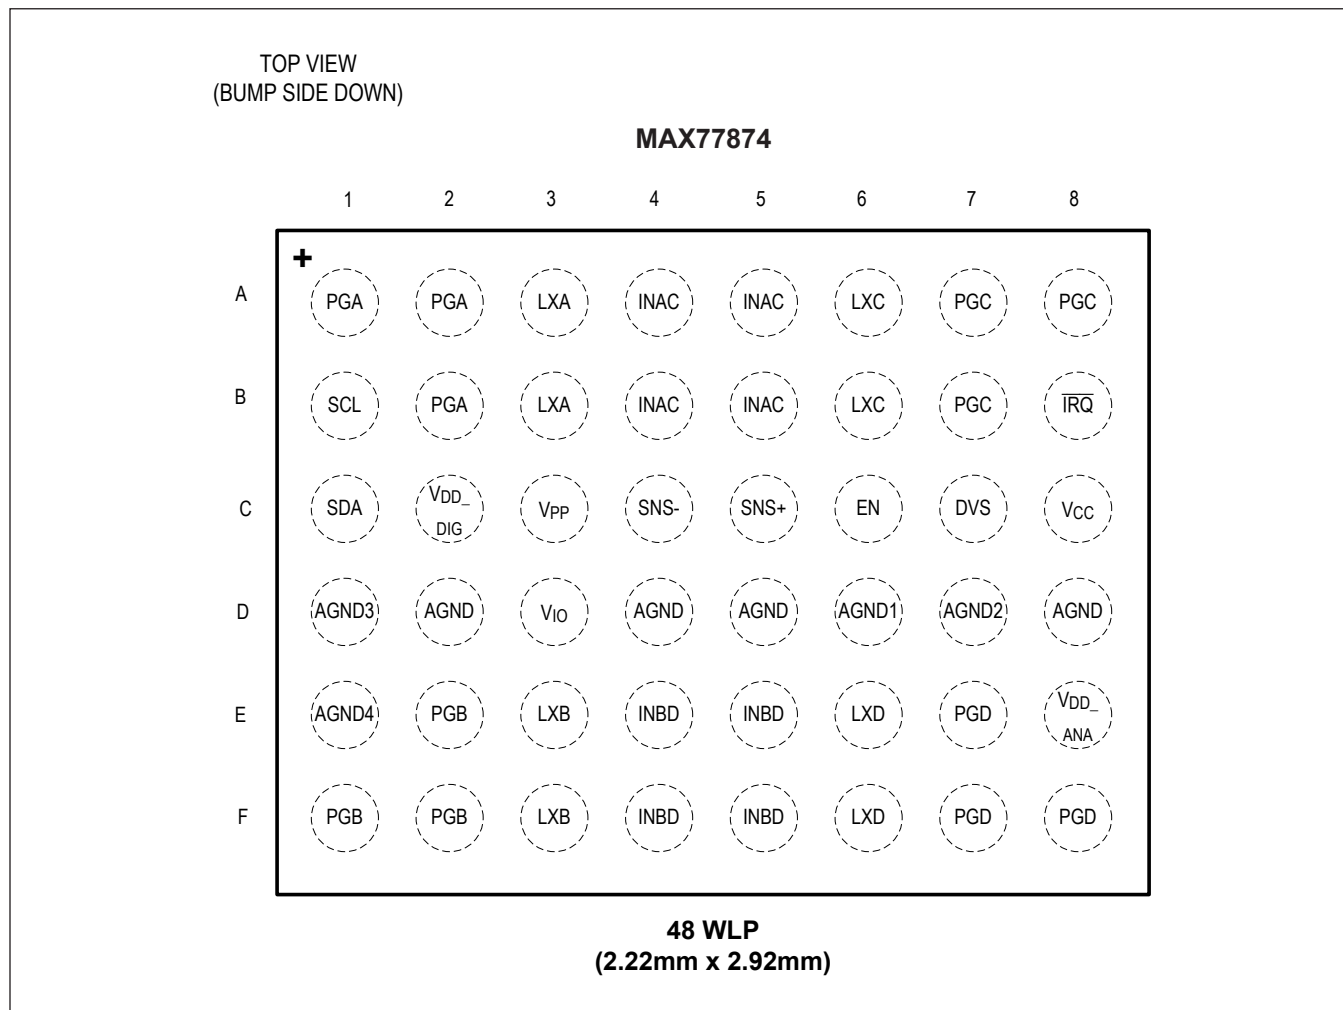 TOP VIEW
(BUMP SIDE DOWN)
MAX77874
1 2 3 4 5 6 7 8
+
A PGA PGA LXA INAC INAC LXC PGC PGC
B SCL PGA LXA INAC INAC LXC PGC I̅R̅Q̅
C SDA VDD_DIG VPP SNS- SNS+ EN DVS VCC
D AGND3 AGND VIO AGND AGND AGND1 AGND2 AGND
E AGND4 PGB LXB INBD INBD LXD PGD VDD_ANA
F PGB PGB LXB INBD INBD LXD PGD PGD
48 WLP
(2.22mm x 2.92mm)